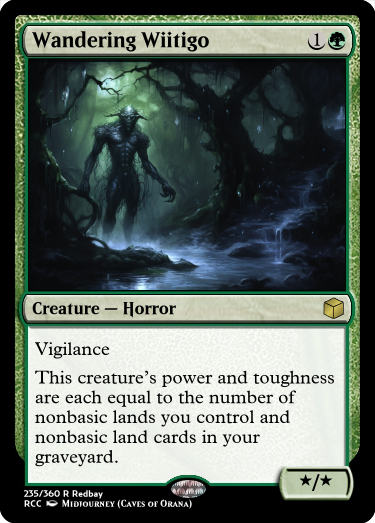 Wandering Wiitigo 1
Creature — Horror
Vigilance
This creature's power and toughness
are each equal to the number of
nonbasic lands you control and
nonbasic land cards in your
graveyard.
★/★
235/360 R Redbay
RCC Midjourney (Caves of Orana)